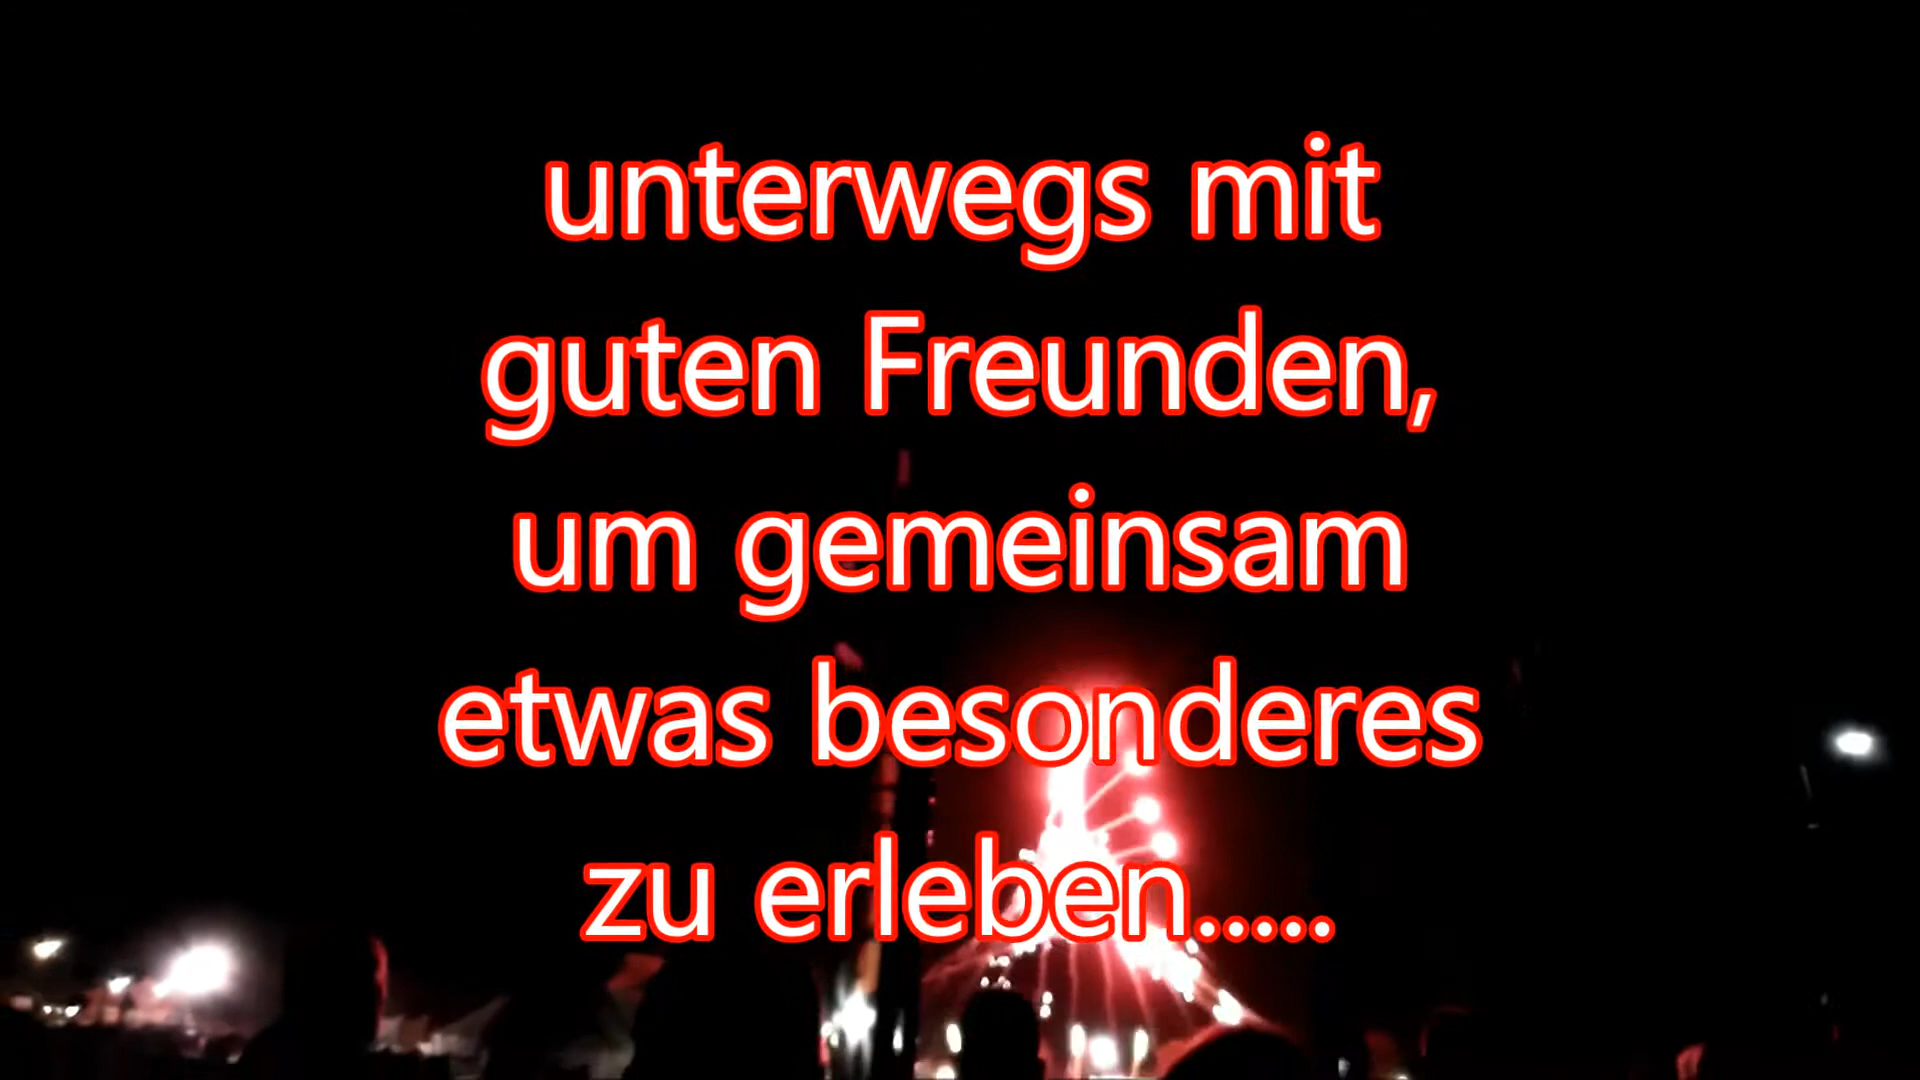 unterwegs mit
guten Freunden,
um gemeinsam
etwas besonderes
zu erleben.....